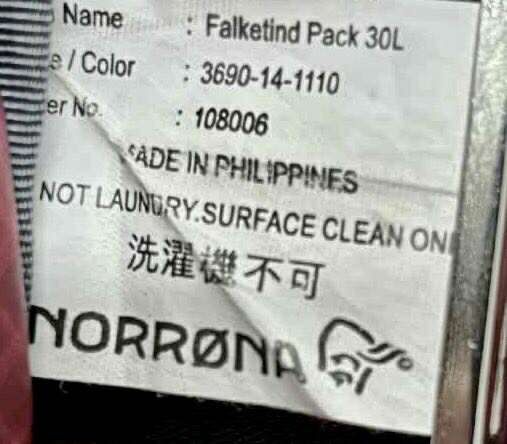 Name : Falketind Pack 30L
e / Color : 3690-14-1110
er No. : 108006
ADE IN PHILIPPINES
NOT LAUNDRY.SURFACE CLEAN ON
洗濯機不可
NORRØNA